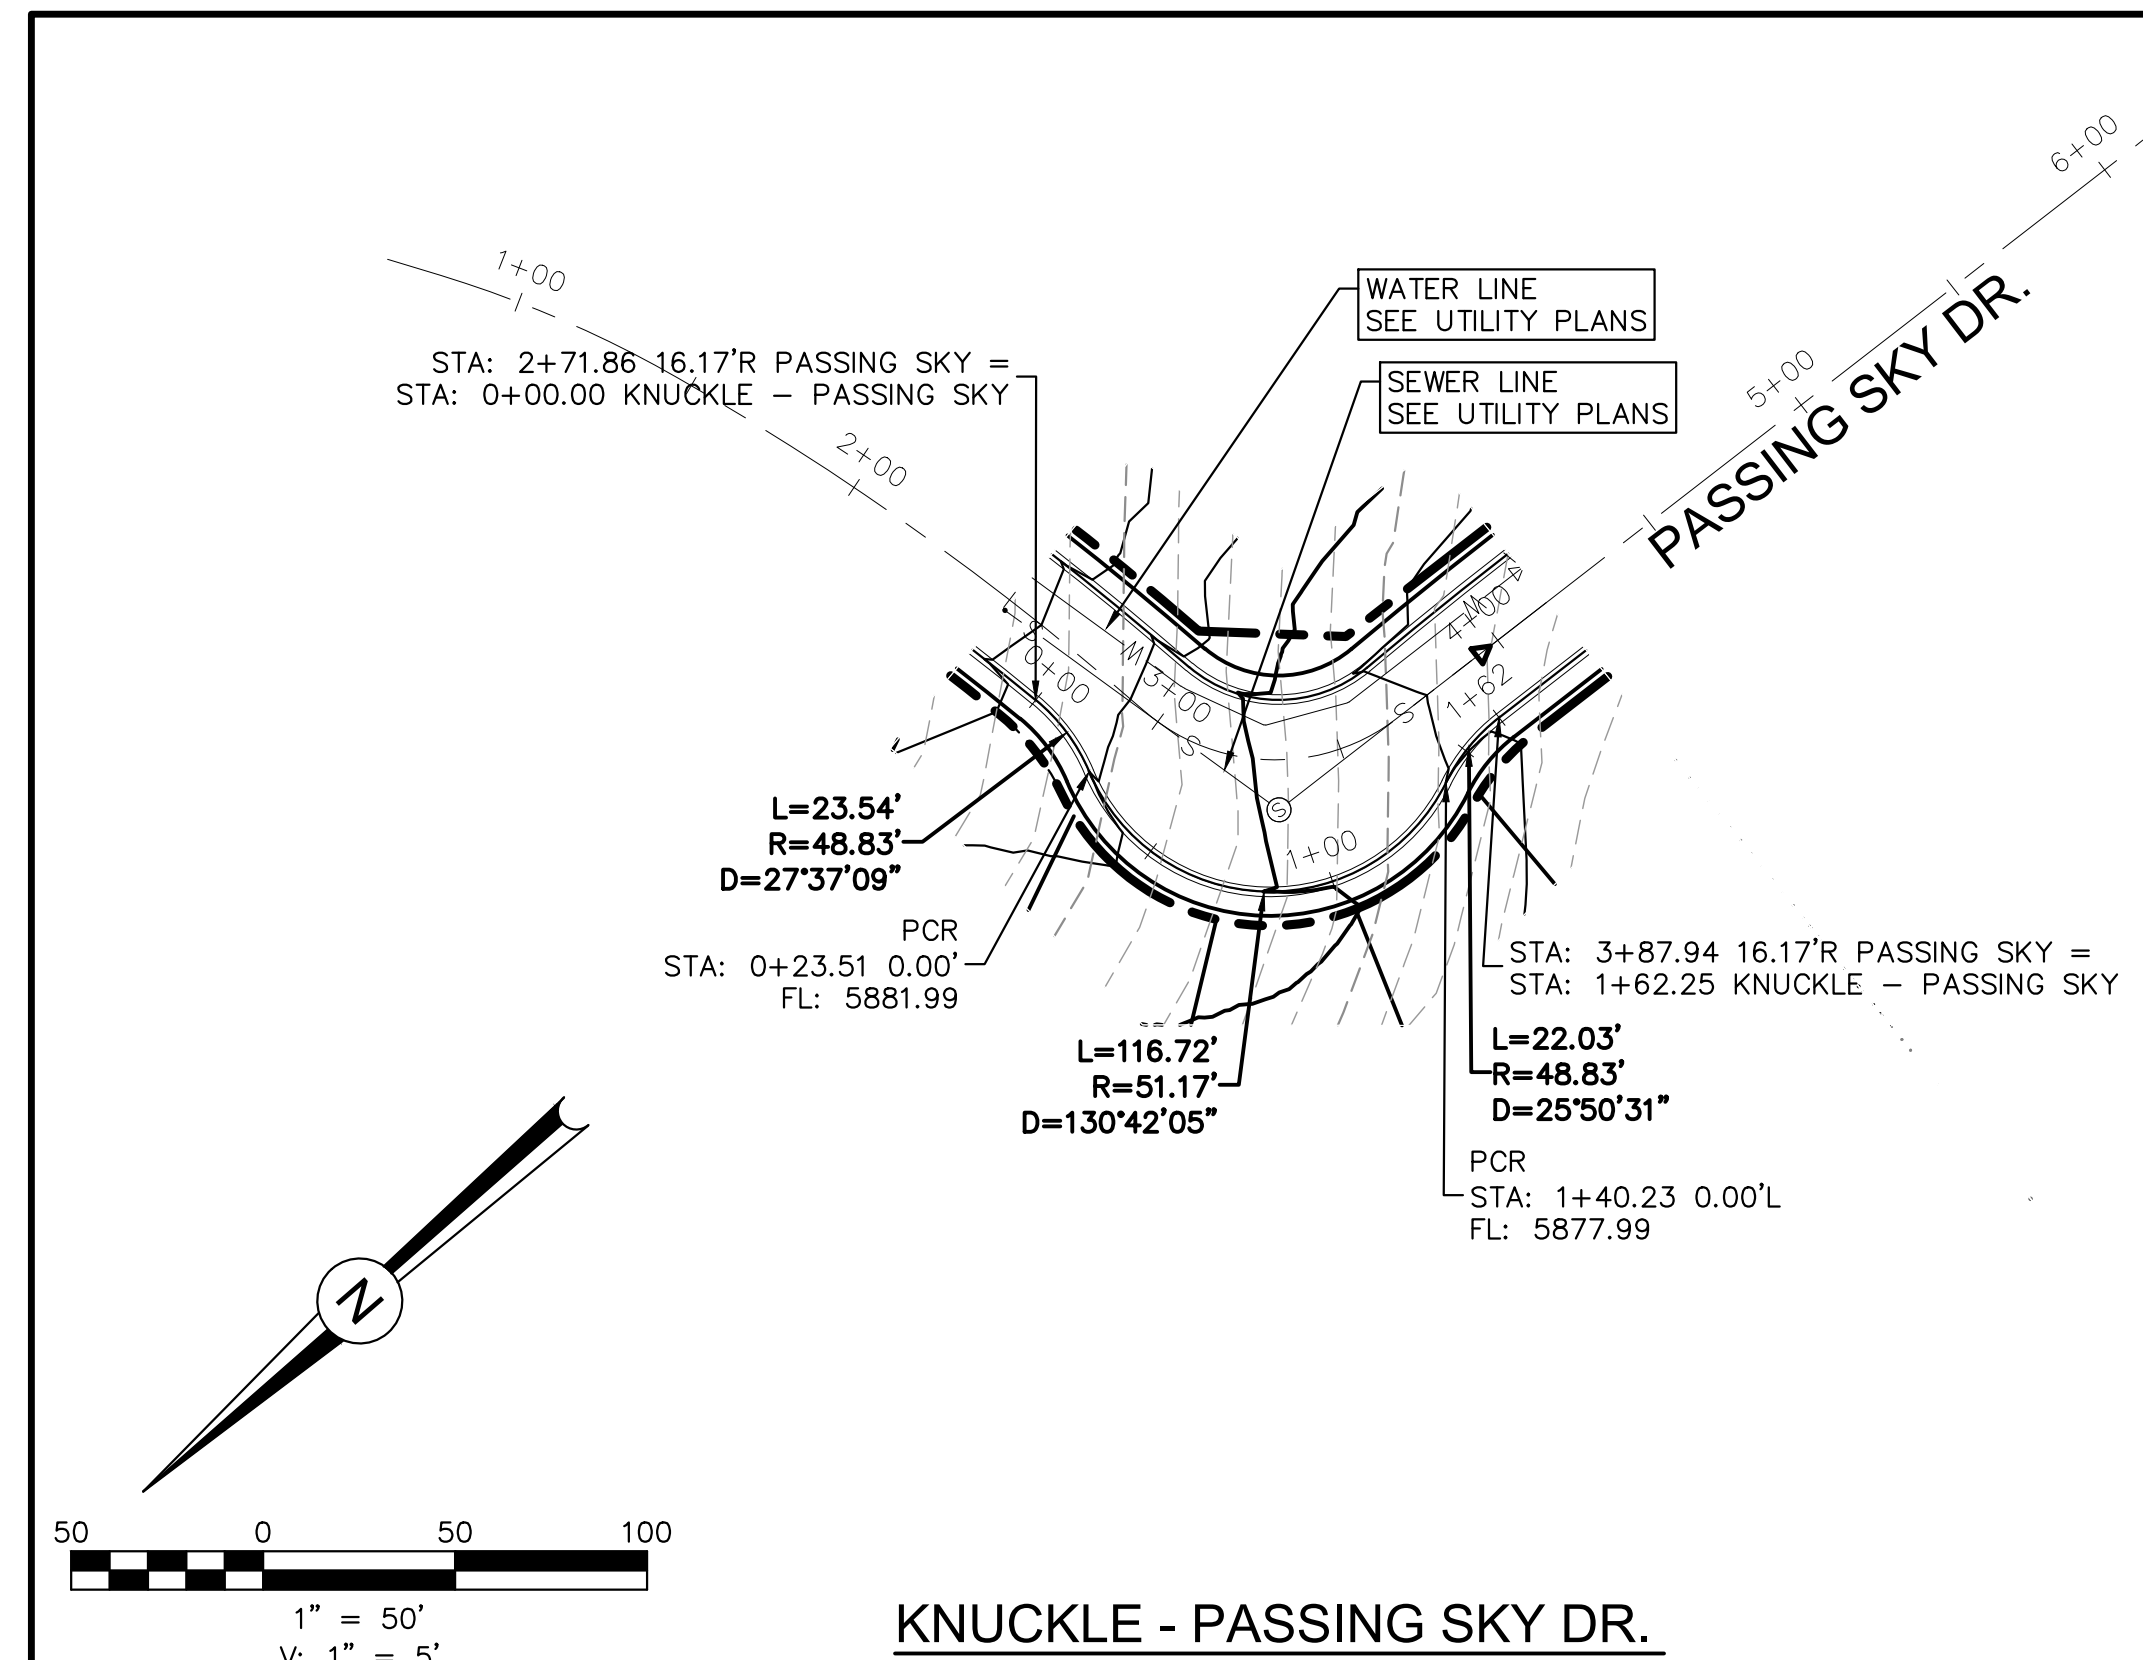 6+00
1+00
WATER LINE
SEE UTILITY PLANS
PASSING SKY DR.
STA: 2+71.86 16.17'R PASSING SKY =
STA: 0+00.00 KNUCKLE – PASSING SKY
5+00
SEWER LINE
SEE UTILITY PLANS
2+00
4+00
W
S
0+00
W
3+00
1+62
S
S
S
1+00
L=23.54'
R=48.83'
D=27°37'09"
PCR
STA: 0+23.51 0.00'
FL: 5881.99
STA: 3+87.94 16.17'R PASSING SKY =
STA: 1+62.25 KNUCKLE – PASSING SKY
L=116.72'
R=51.17'
D=130°42'05"
L=22.03'
R=48.83'
D=25°50'31"
PCR
STA: 1+40.23 0.00'L
FL: 5877.99
N
50 0 50 100
1" = 50'
V: 1" = 5'
KNUCKLE - PASSING SKY DR.